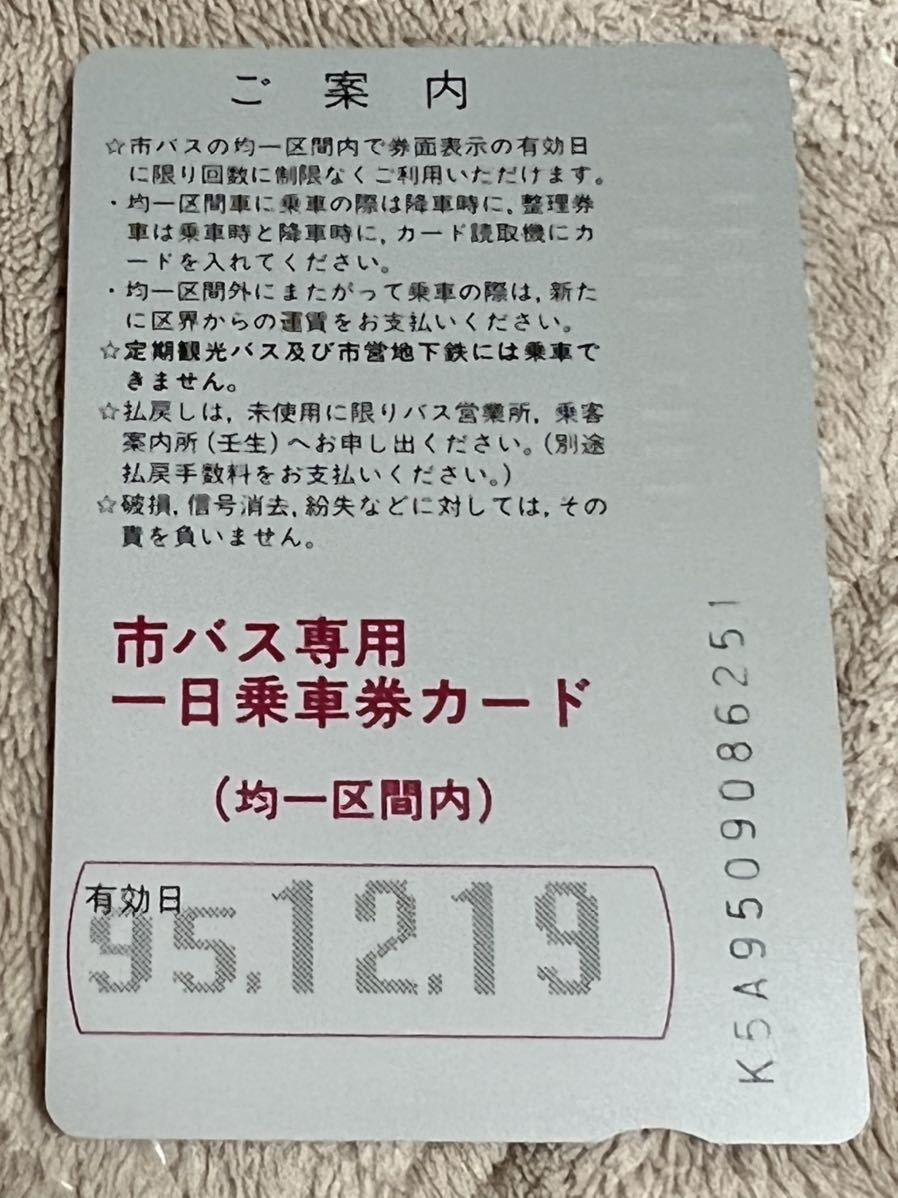 ご案内
☆市バスの均一区間内で券面表示の有効日
に限り回数に制限なくご利用いただけます。
・均一区間車に乗車の際は降車時に,整理券
車は乗車時と降車時に,カード読取機にカ
ードを入れてください。
・均一区間外にまたがって乗車の際は,新た
に区界からの運賃をお支払いください。
☆定期観光バス及び市営地下鉄には乗車で
きません。
☆払戻しは,未使用に限りバス営業所,乗客
案内所(壬生)へお申し出ください。(別途
払戻手数料をお支払いください。)
☆破損,信号消去,紛失などに対しては,その
責を負いません。
市バス専用
一日乗車券カード
(均一区間内)
有効日
95.12.19
K5A9509086251